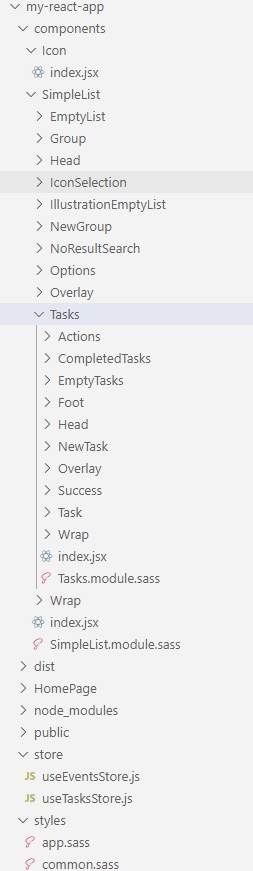 my-react-app
components
Icon
index.jsx
SimpleList
EmptyList
Group
Head
IconSelection
IllustrationEmptyList
NewGroup
NoResultSearch
Options
Overlay
Tasks
Actions
CompletedTasks
EmptyTasks
Foot
Head
NewTask
Overlay
Success
Task
Wrap
index.jsx
Tasks.module.sass
Wrap
index.jsx
SimpleList.module.sass
dist
HomePage
node_modules
public
store
JS useEventsStore.js
JS useTasksStore.js
styles
app.sass
common.sass